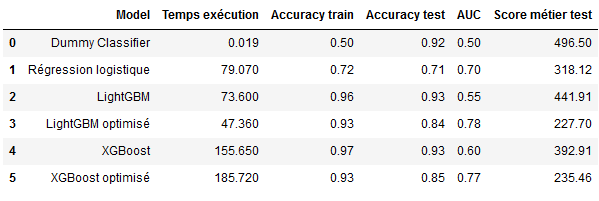 Model Temps exécution Accuracy train Accuracy test AUC Score métier test
0 Dummy Classifier 0.019 0.50 0.92 0.50 496.50
1 Régression logistique 79.070 0.72 0.71 0.70 318.12
2 LightGBM 73.600 0.96 0.93 0.55 441.91
3 LightGBM optimisé 47.360 0.93 0.84 0.78 227.70
4 XGBoost 155.650 0.97 0.93 0.60 392.91
5 XGBoost optimisé 185.720 0.93 0.85 0.77 235.46